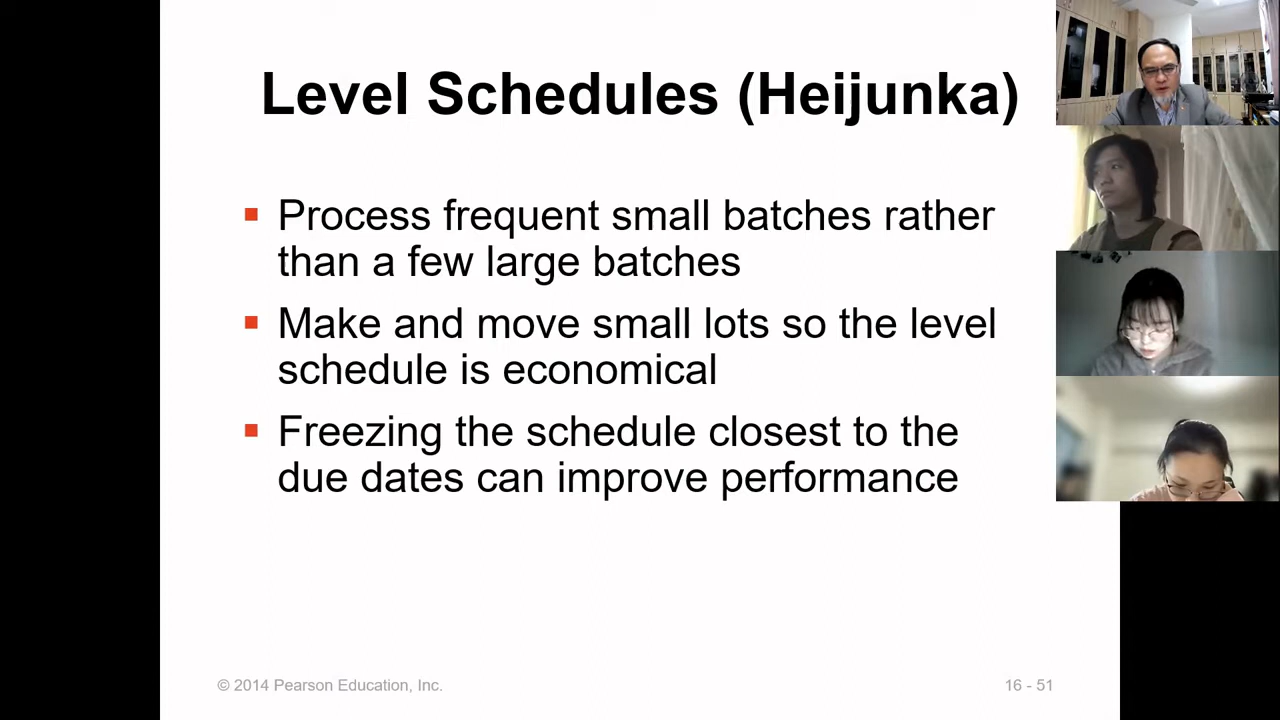 Level Schedules (Heijunka)
▪ Process frequent small batches rather
than a few large batches
▪ Make and move small lots so the level
schedule is economical
▪ Freezing the schedule closest to the
due dates can improve performance
© 2014 Pearson Education, Inc.
16 - 51